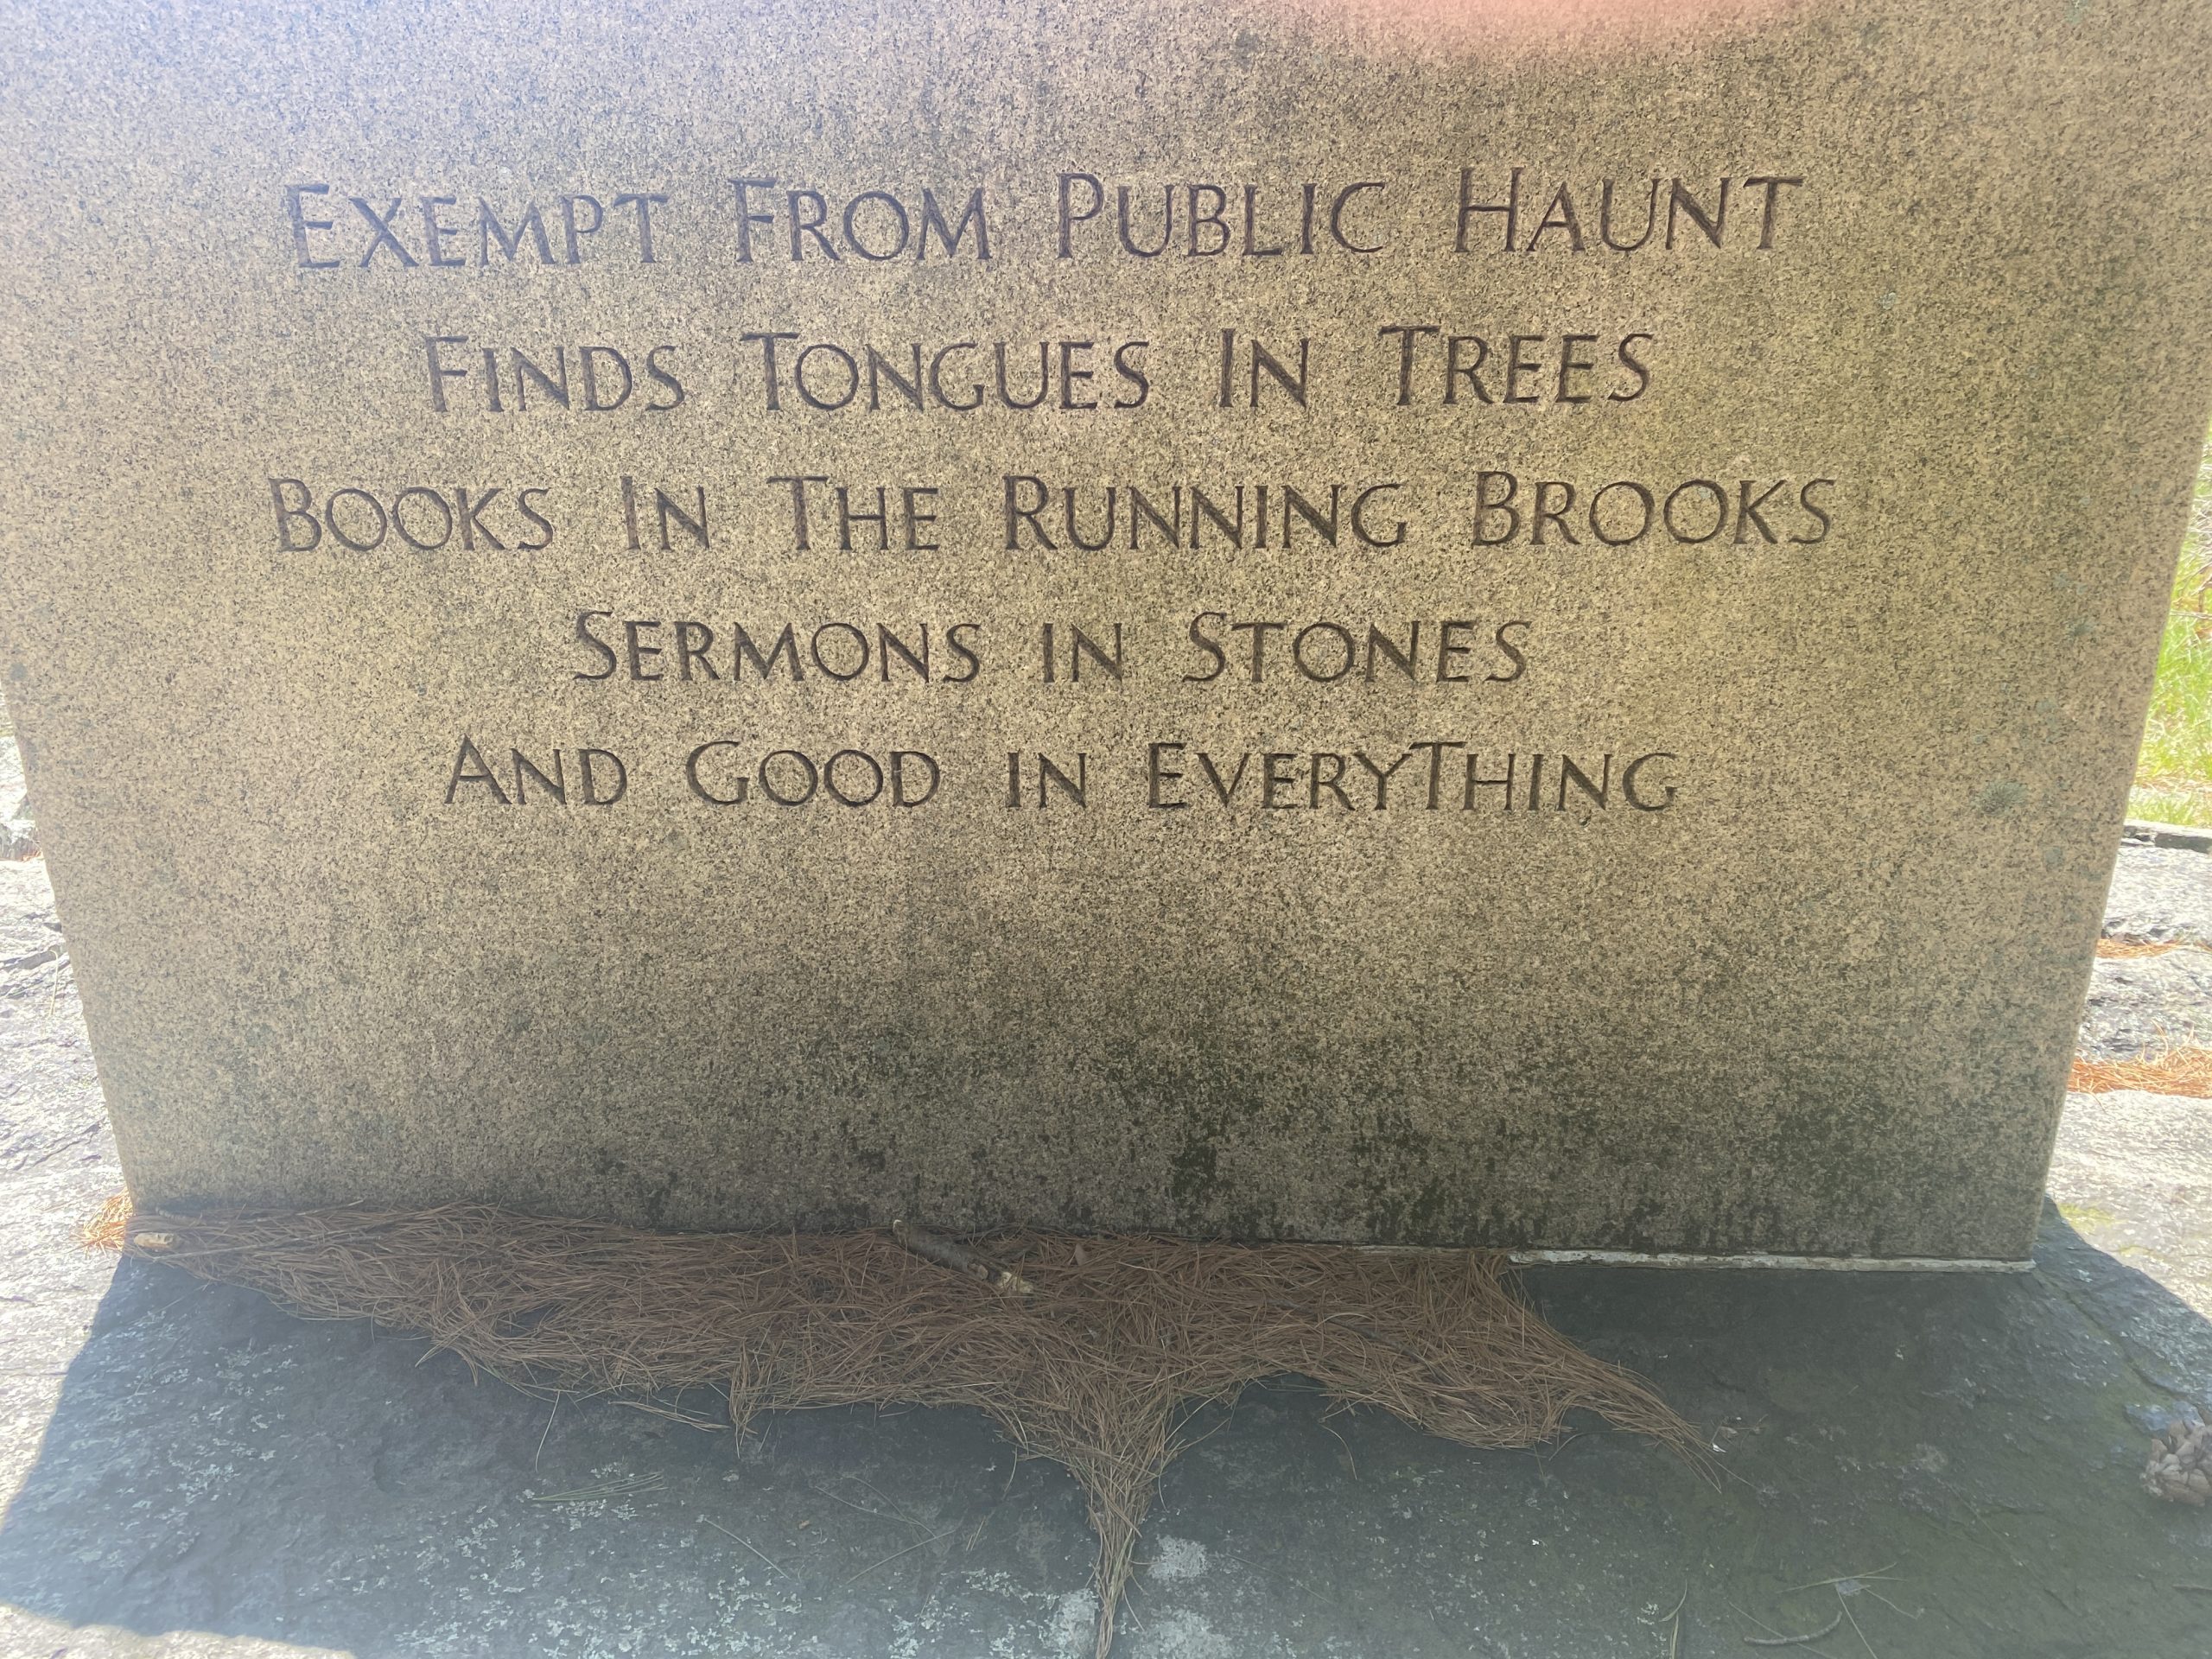 Exempt From Public Haunt
Finds Tongues In Trees
Books In The Running Brooks
Sermons in Stones
And Good in EveryThing